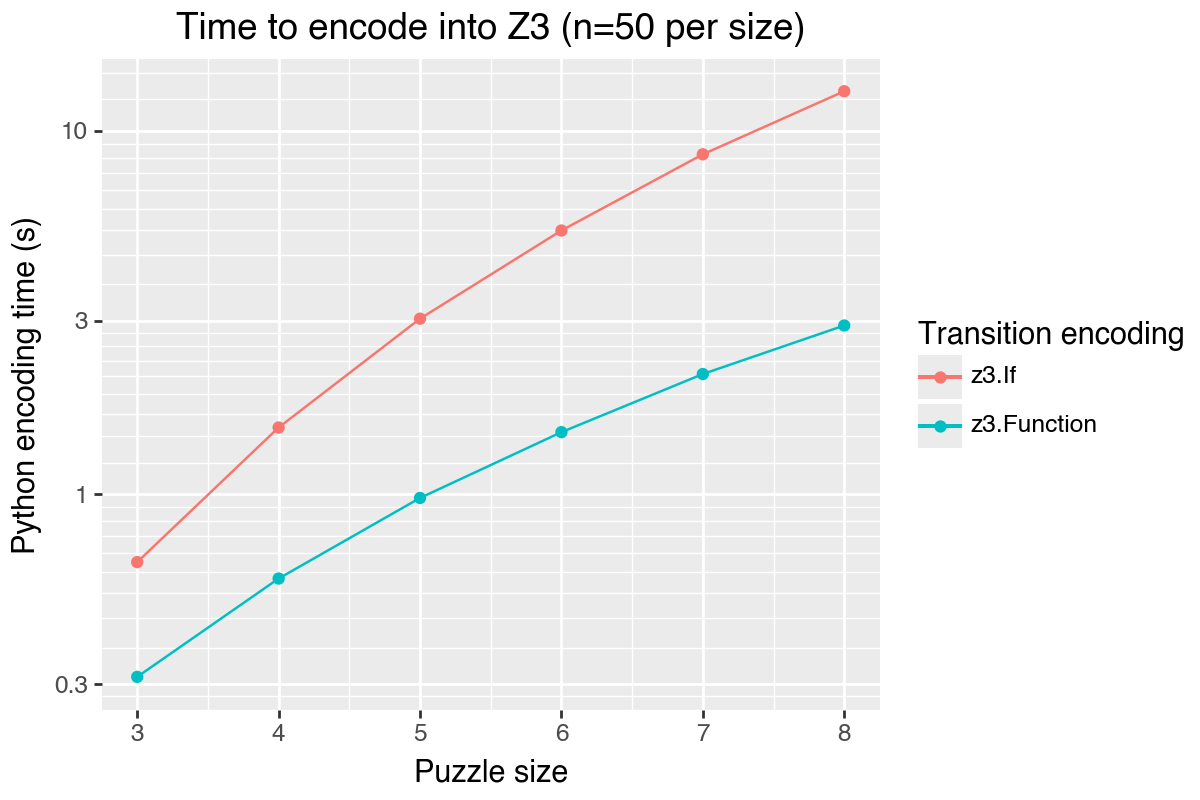 Time to encode into Z3 (n=50 per size)
Python encoding time (s)
10
3
1
0.3
3 4 5 6 7 8
Puzzle size
Transition encoding
z3.If
z3.Function